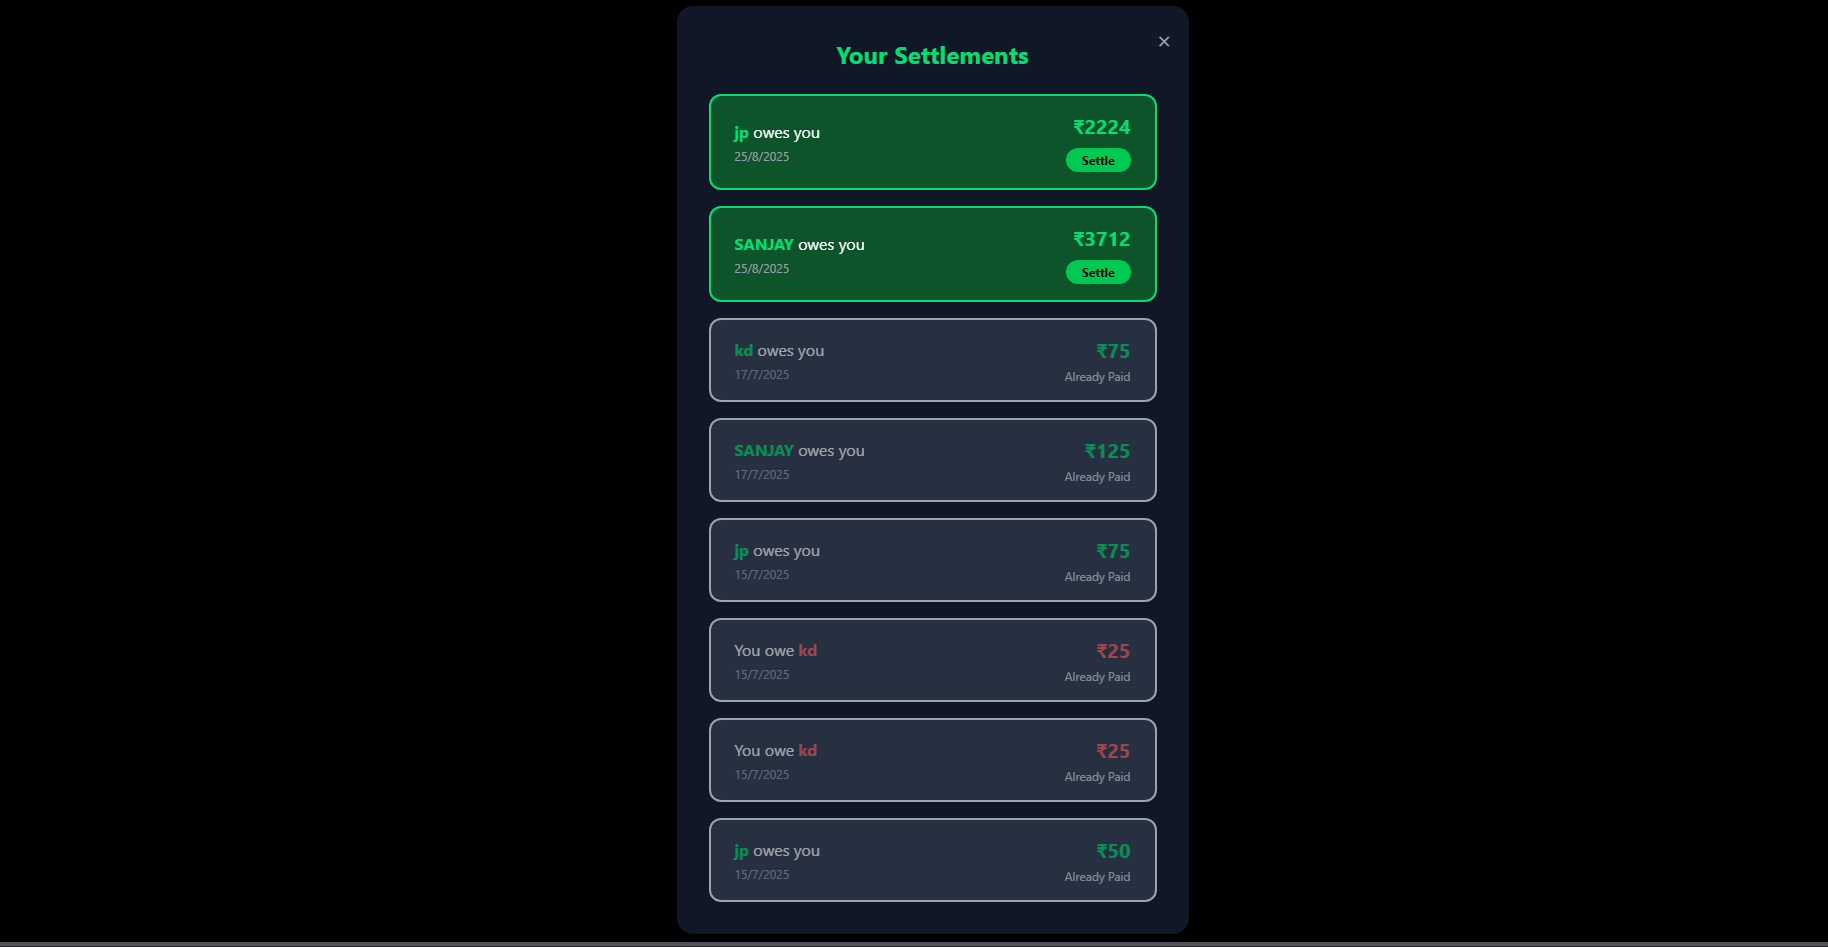 Your Settlements
✕
jp owes you
₹2224
25/8/2025
Settle
SANJAY owes you
₹3712
25/8/2025
Settle
kd owes you
₹75
17/7/2025
Already Paid
SANJAY owes you
₹125
17/7/2025
Already Paid
jp owes you
₹75
15/7/2025
Already Paid
You owe kd
₹25
15/7/2025
Already Paid
You owe kd
₹25
15/7/2025
Already Paid
jp owes you
₹50
15/7/2025
Already Paid